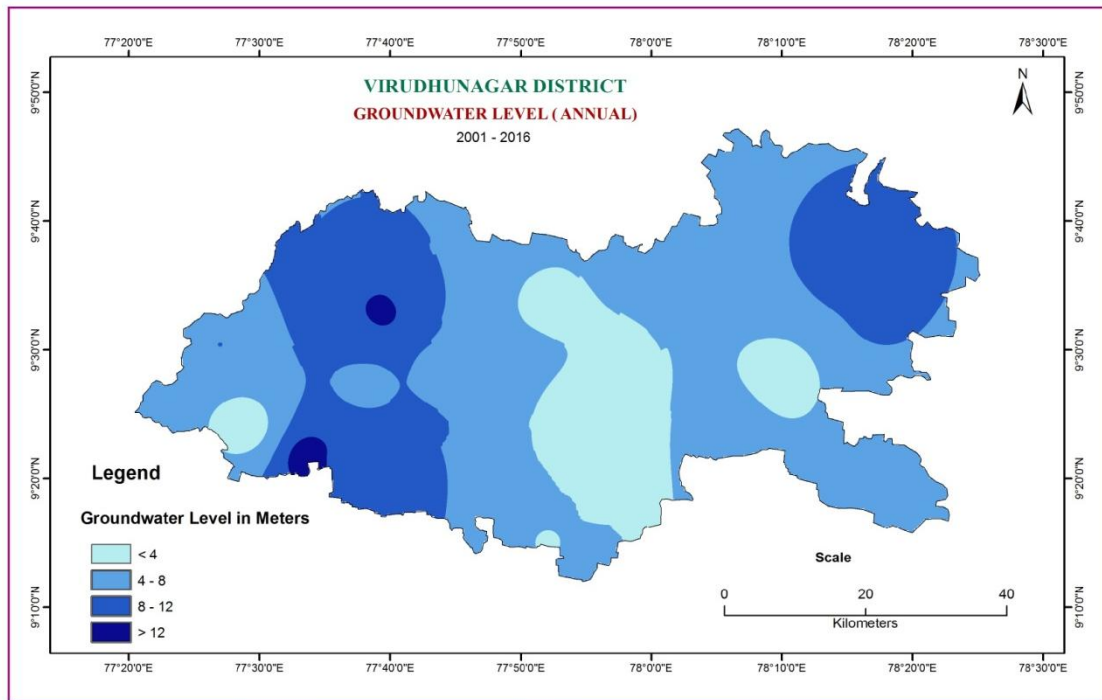 77°20'0"E 77°30'0"E 77°40'0"E 77°50'0"E 78°0'0"E 78°10'0"E 78°20'0"E 78°30'0"E
VIRUDHUNAGAR DISTRICT
GROUNDWATER LEVEL ( ANNUAL)
2001 - 2016
N
9°50'0"N 9°50'0"N
9°40'0"N 9°40'0"N
9°30'0"N 9°30'0"N
9°20'0"N 9°20'0"N
9°10'0"N 9°10'0"N
Legend
Groundwater Level in Meters
< 4
4 - 8
8 - 12
> 12
Scale
0 20 40
Kilometers
77°20'0"E 77°30'0"E 77°40'0"E 77°50'0"E 78°0'0"E 78°10'0"E 78°20'0"E 78°30'0"E